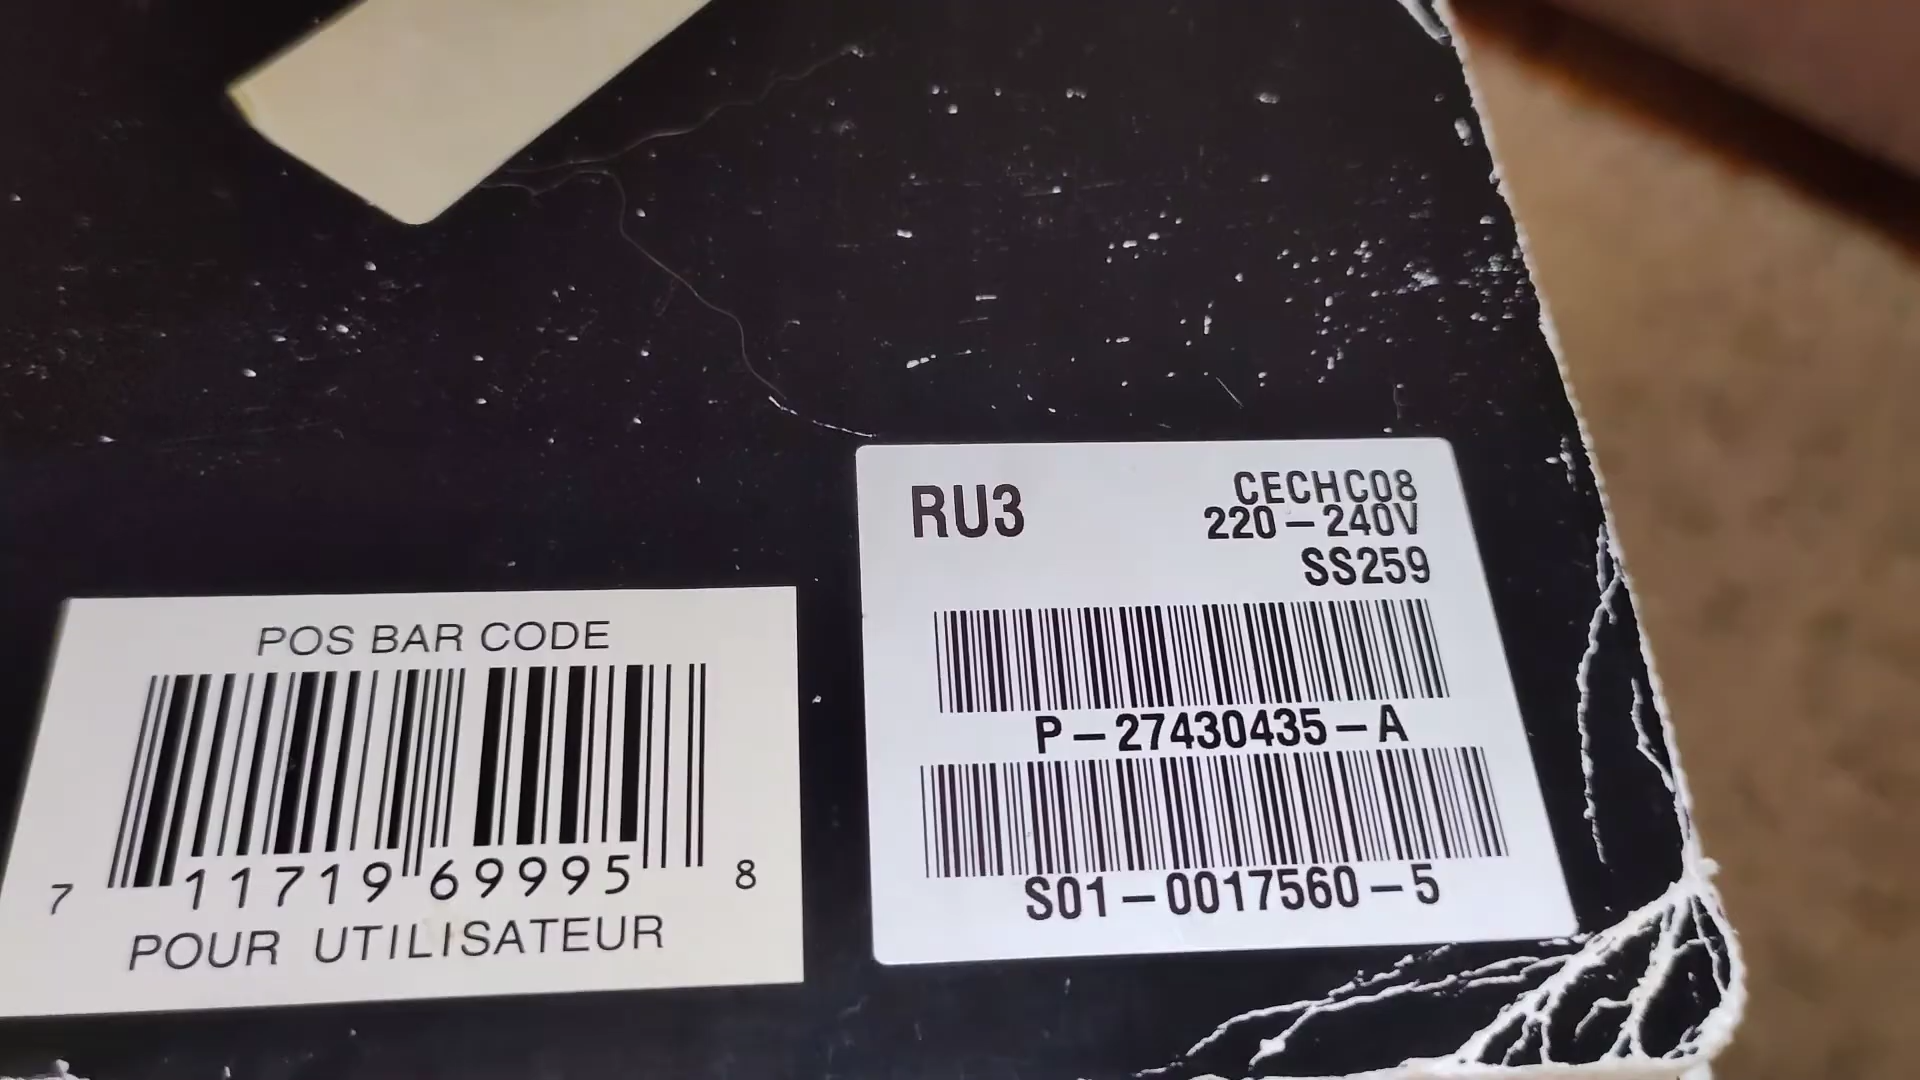 RU3
CECHC08
220-240V
SS259
P-27430435-A
S01-0017560-5
POS BAR CODE
7 11719 69995 8
POUR UTILISATEUR